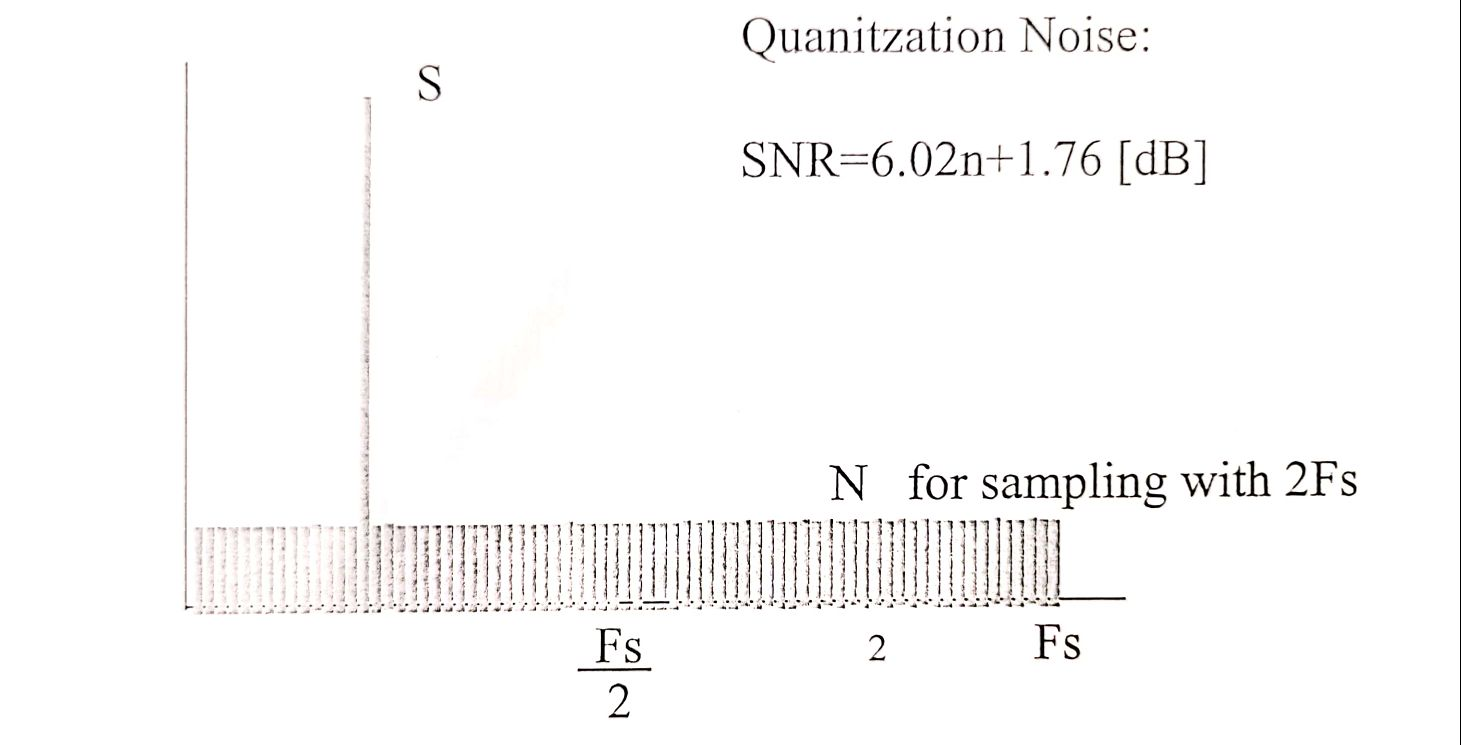 Quanitzation Noise:
S
SNR=6.02n+1.76 [dB]
N for sampling with 2Fs
Fs
2
2
Fs